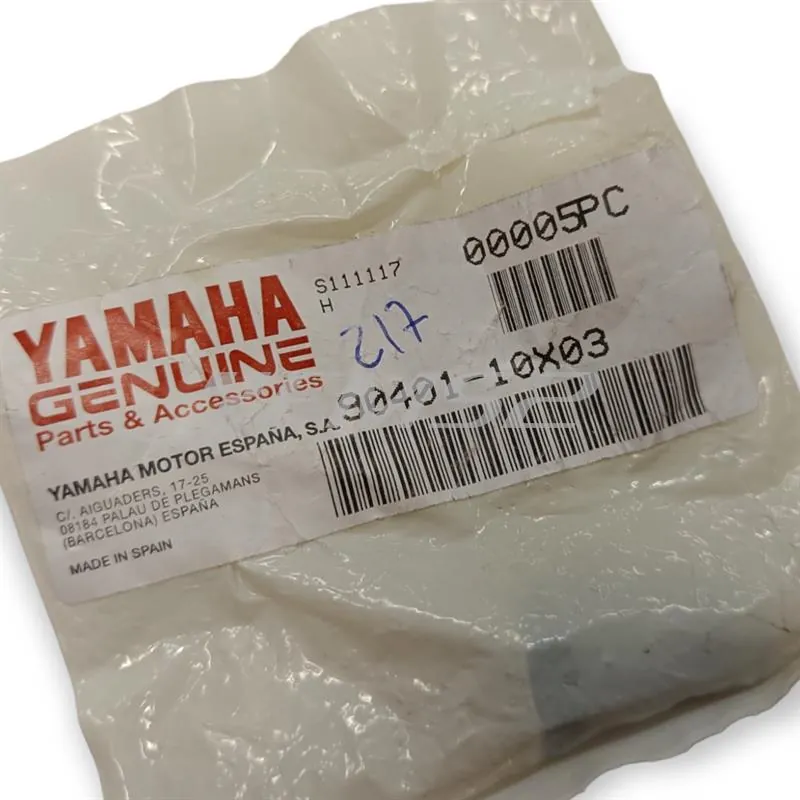 YAMAHA
GENUINE
Parts & Accessories
S111117
H
00005PC
217
90401-10X03
YAMAHA MOTOR ESPAÑA, S.A.
C/. AIGUADERS, 17-25
08184 PALAU DE PLEGAMANS
(BARCELONA) ESPAÑA
MADE IN SPAIN